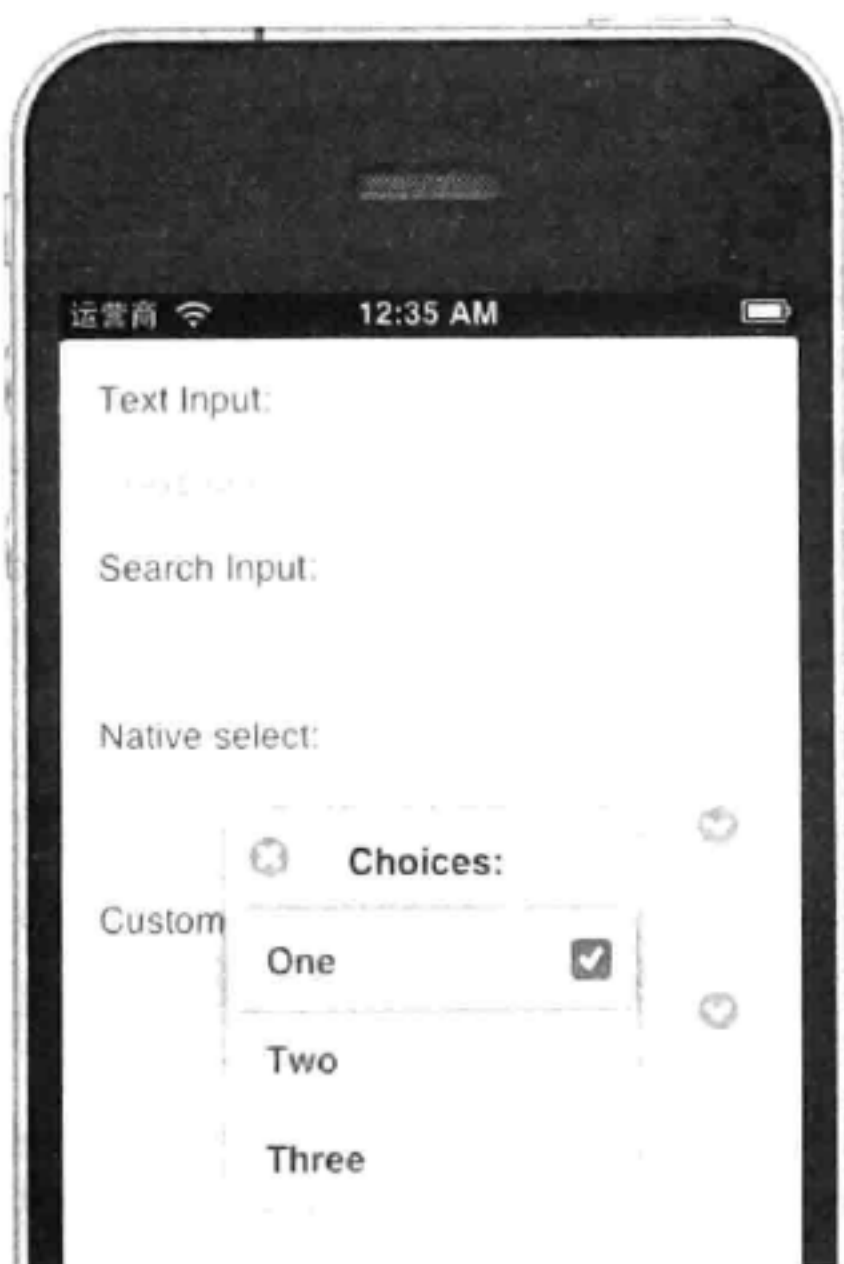 运营商 12:35 AM
Text Input:
Search Input:
Native select:
Choices:
Custom
One
Two
Three